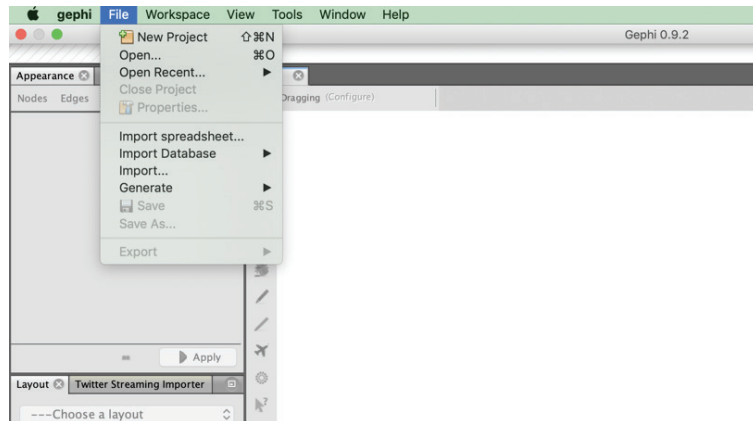 gephi File Workspace View Tools Window Help
Gephi 0.9.2
New Project ⇧⌘N
Open... ⌘O
Open Recent...
Close Project
Properties...
Import spreadsheet...
Import Database
Import...
Generate
Save ⌘S
Save As...
Export
Appearance
Nodes Edges
Dragging (Configure)
Apply
Layout Twitter Streaming Importer
---Choose a layout